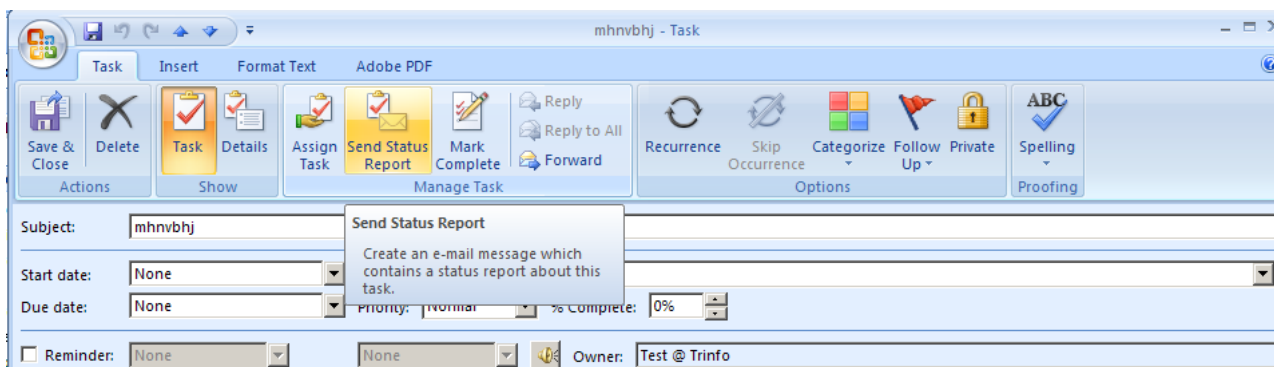 mhnvbhj - Task
Task Insert Format Text Adobe PDF
Save & Close
Delete
Task
Details
Assign Task
Send Status Report
Mark Complete
Reply
Reply to All
Forward
Recurrence
Skip Occurrence
Categorize
Follow Up
Private
ABC
Spelling
Actions Show Manage Task Options Proofing
Subject: mhnvbhj
Send Status Report
Create an e-mail message which
contains a status report about this
task.
Start date: None
Due date: None Priority: Normal % Complete: 0%
Reminder: None None Owner: Test @ Trinfo